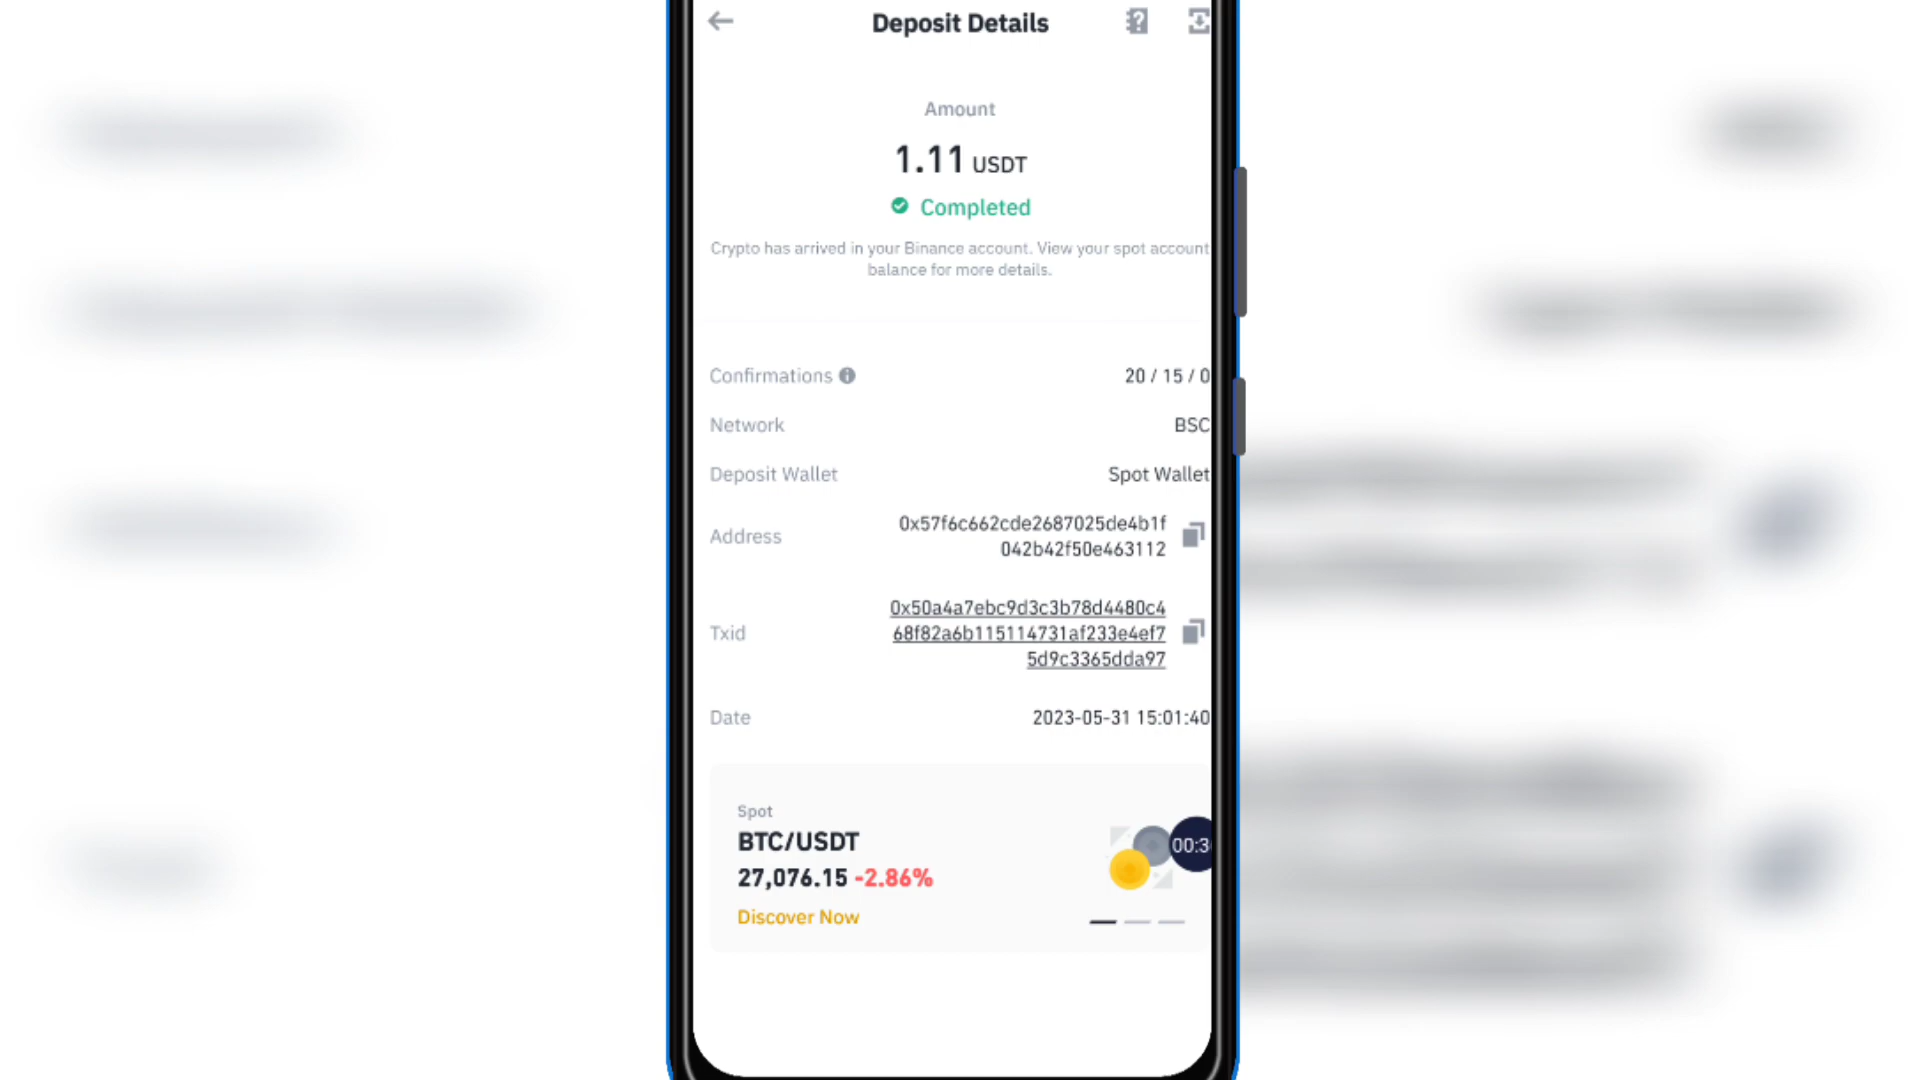 Deposit Details
Amount
1.11 USDT
Completed
Crypto has arrived in your Binance account. View your spot account
balance for more details.
Confirmations 20 / 15 / 0
Network BSC
Deposit Wallet Spot Wallet
Address 0x57f6c662cde2687025de4b1f
042b42f50e463112
Txid 0x50a4a7ebc9d3c3b78d4480c4
68f82a6b115114731af233e4ef7
5d9c3365dda97
Date 2023-05-31 15:01:40
Spot
BTC/USDT
27,076.15 -2.86%
00:3
Discover Now